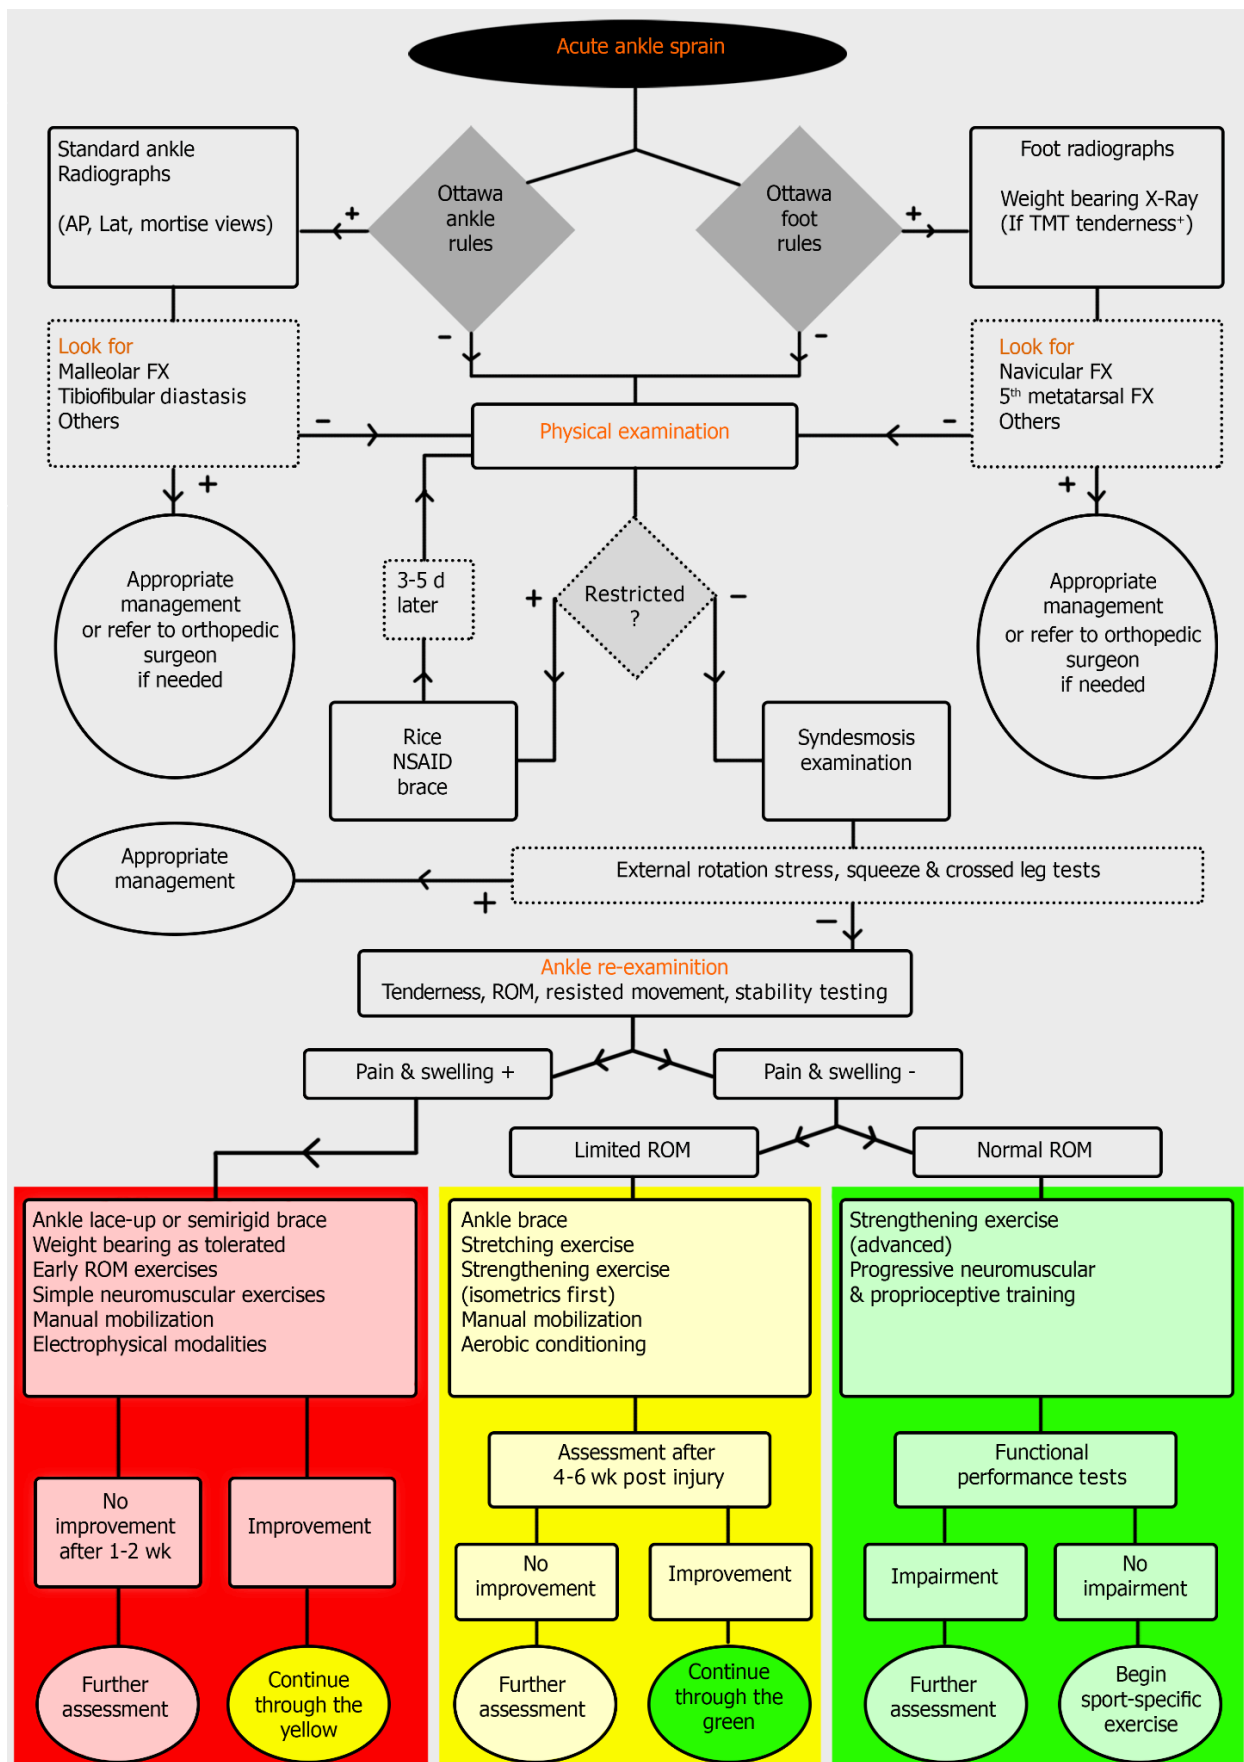 Acute ankle sprain
Standard ankle
Radiographs
(AP, Lat, mortise views)
Ottawa
ankle
rules
Ottawa
foot
rules
Foot radiographs
Weight bearing X-Ray
(If TMT tenderness⁺)
+
+
-
-
Look for
Malleolar FX
Tibiofibular diastasis
Others
Look for
Navicular FX
5th metatarsal FX
Others
-
-
Physical examination
+
+
Appropriate
management
or refer to orthopedic
surgeon
if needed
3-5 d
later
+
Restricted
?
-
Appropriate
management
or refer to orthopedic
surgeon
if needed
Rice
NSAID
brace
Syndesmosis
examination
Appropriate
management
+
External rotation stress, squeeze & crossed leg tests
-
Ankle re-examinition
Tenderness, ROM, resisted movement, stability testing
Pain & swelling +
Pain & swelling -
Limited ROM
Normal ROM
Ankle lace-up or semirigid brace
Weight bearing as tolerated
Early ROM exercises
Simple neuromuscular exercises
Manual mobilization
Electrophysical modalities
Ankle brace
Stretching exercise
Strengthening exercise
(isometrics first)
Manual mobilization
Aerobic conditioning
Strengthening exercise
(advanced)
Progressive neuromuscular
& proprioceptive training
No
improvement
after 1-2 wk
Improvement
Assessment after
4-6 wk post injury
Functional
performance tests
No
improvement
Improvement
Impairment
No
impairment
Further
assessment
Continue
through the
yellow
Further
assessment
Continue
through the
green
Further
assessment
Begin
sport-specific
exercise